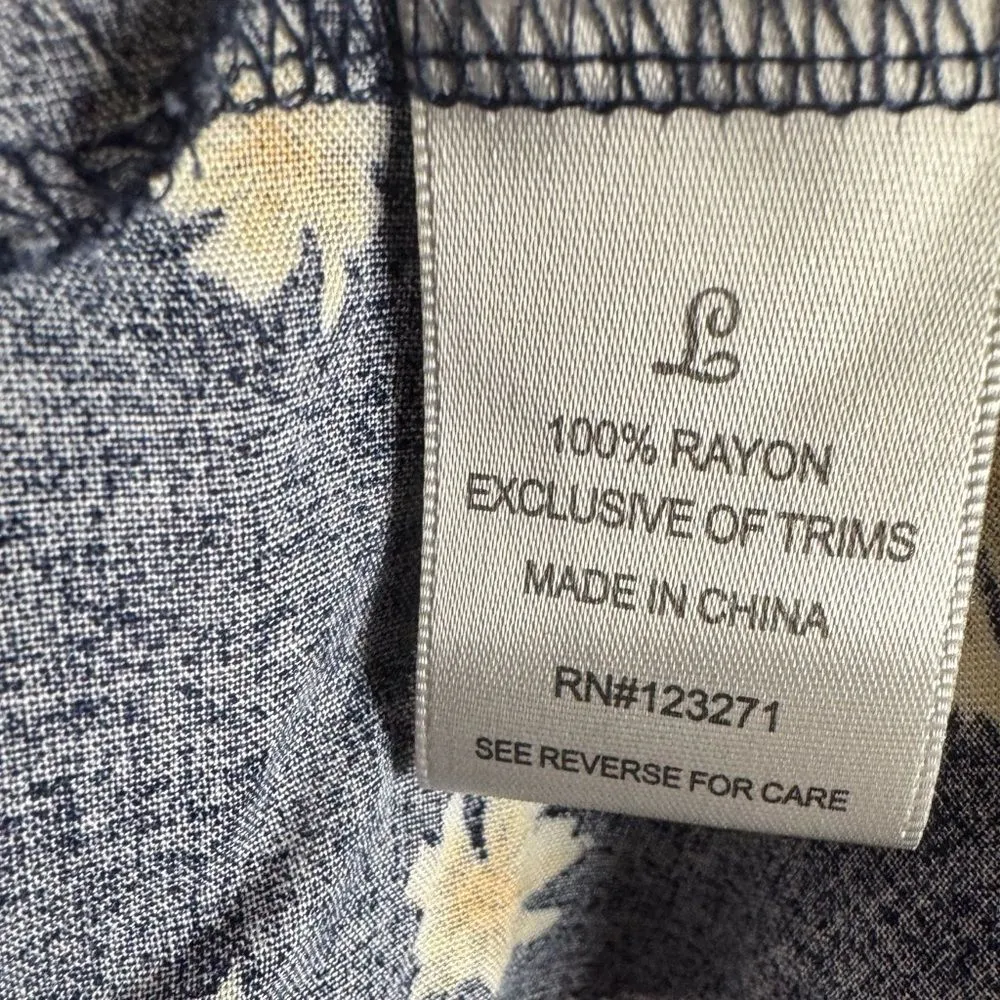 L
100% RAYON
EXCLUSIVE OF TRIMS
MADE IN CHINA
RN#123271
SEE REVERSE FOR CARE